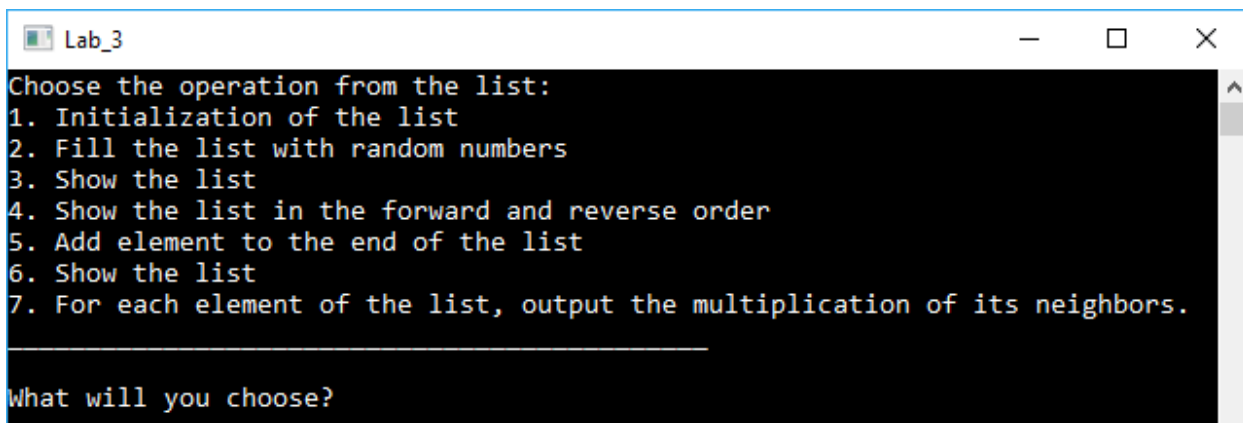 Lab_3
Choose the operation from the list:
1. Initialization of the list
2. Fill the list with random numbers
3. Show the list
4. Show the list in the forward and reverse order
5. Add element to the end of the list
6. Show the list
7. For each element of the list, output the multiplication of its neighbors.
_____________________________________________
What will you choose?